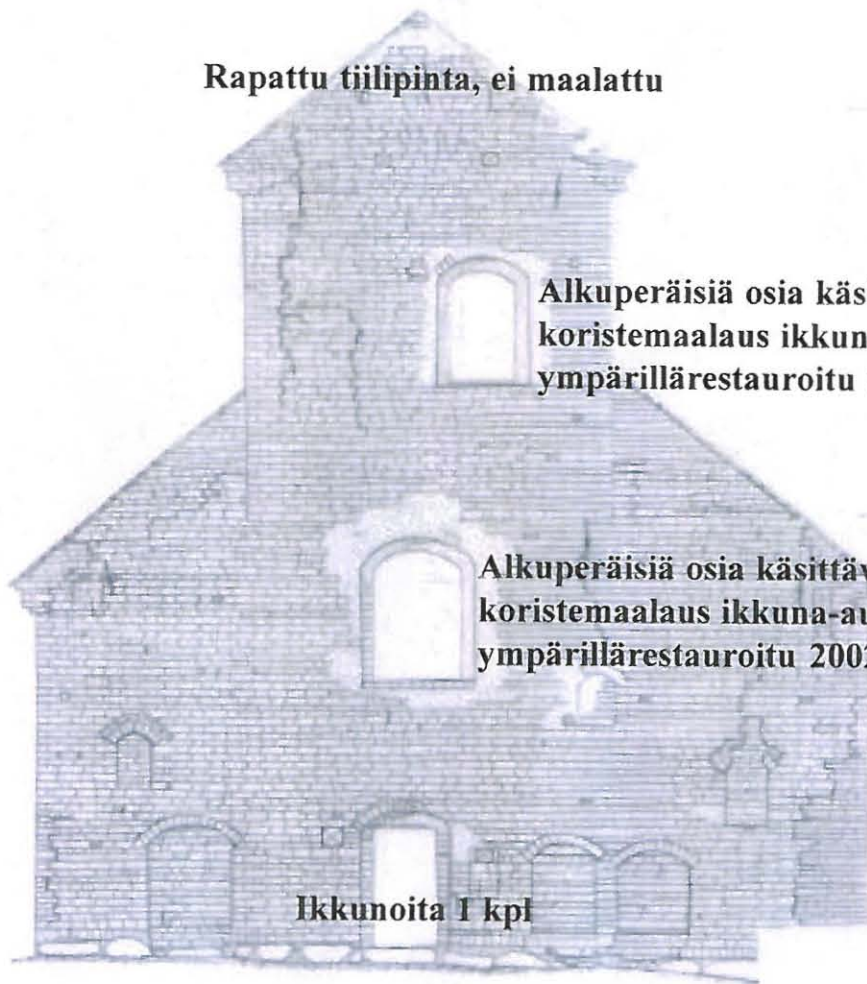 Rapattu tiilipinta, ei maalattu
Alkuperäisiä osia käs
koristemaalaus ikkun
ympärillärestauroitu
Alkuperäisiä osia käsittäv
koristemaalaus ikkuna-au
ympärillärestauroitu 2002
Ikkunoita 1 kpl